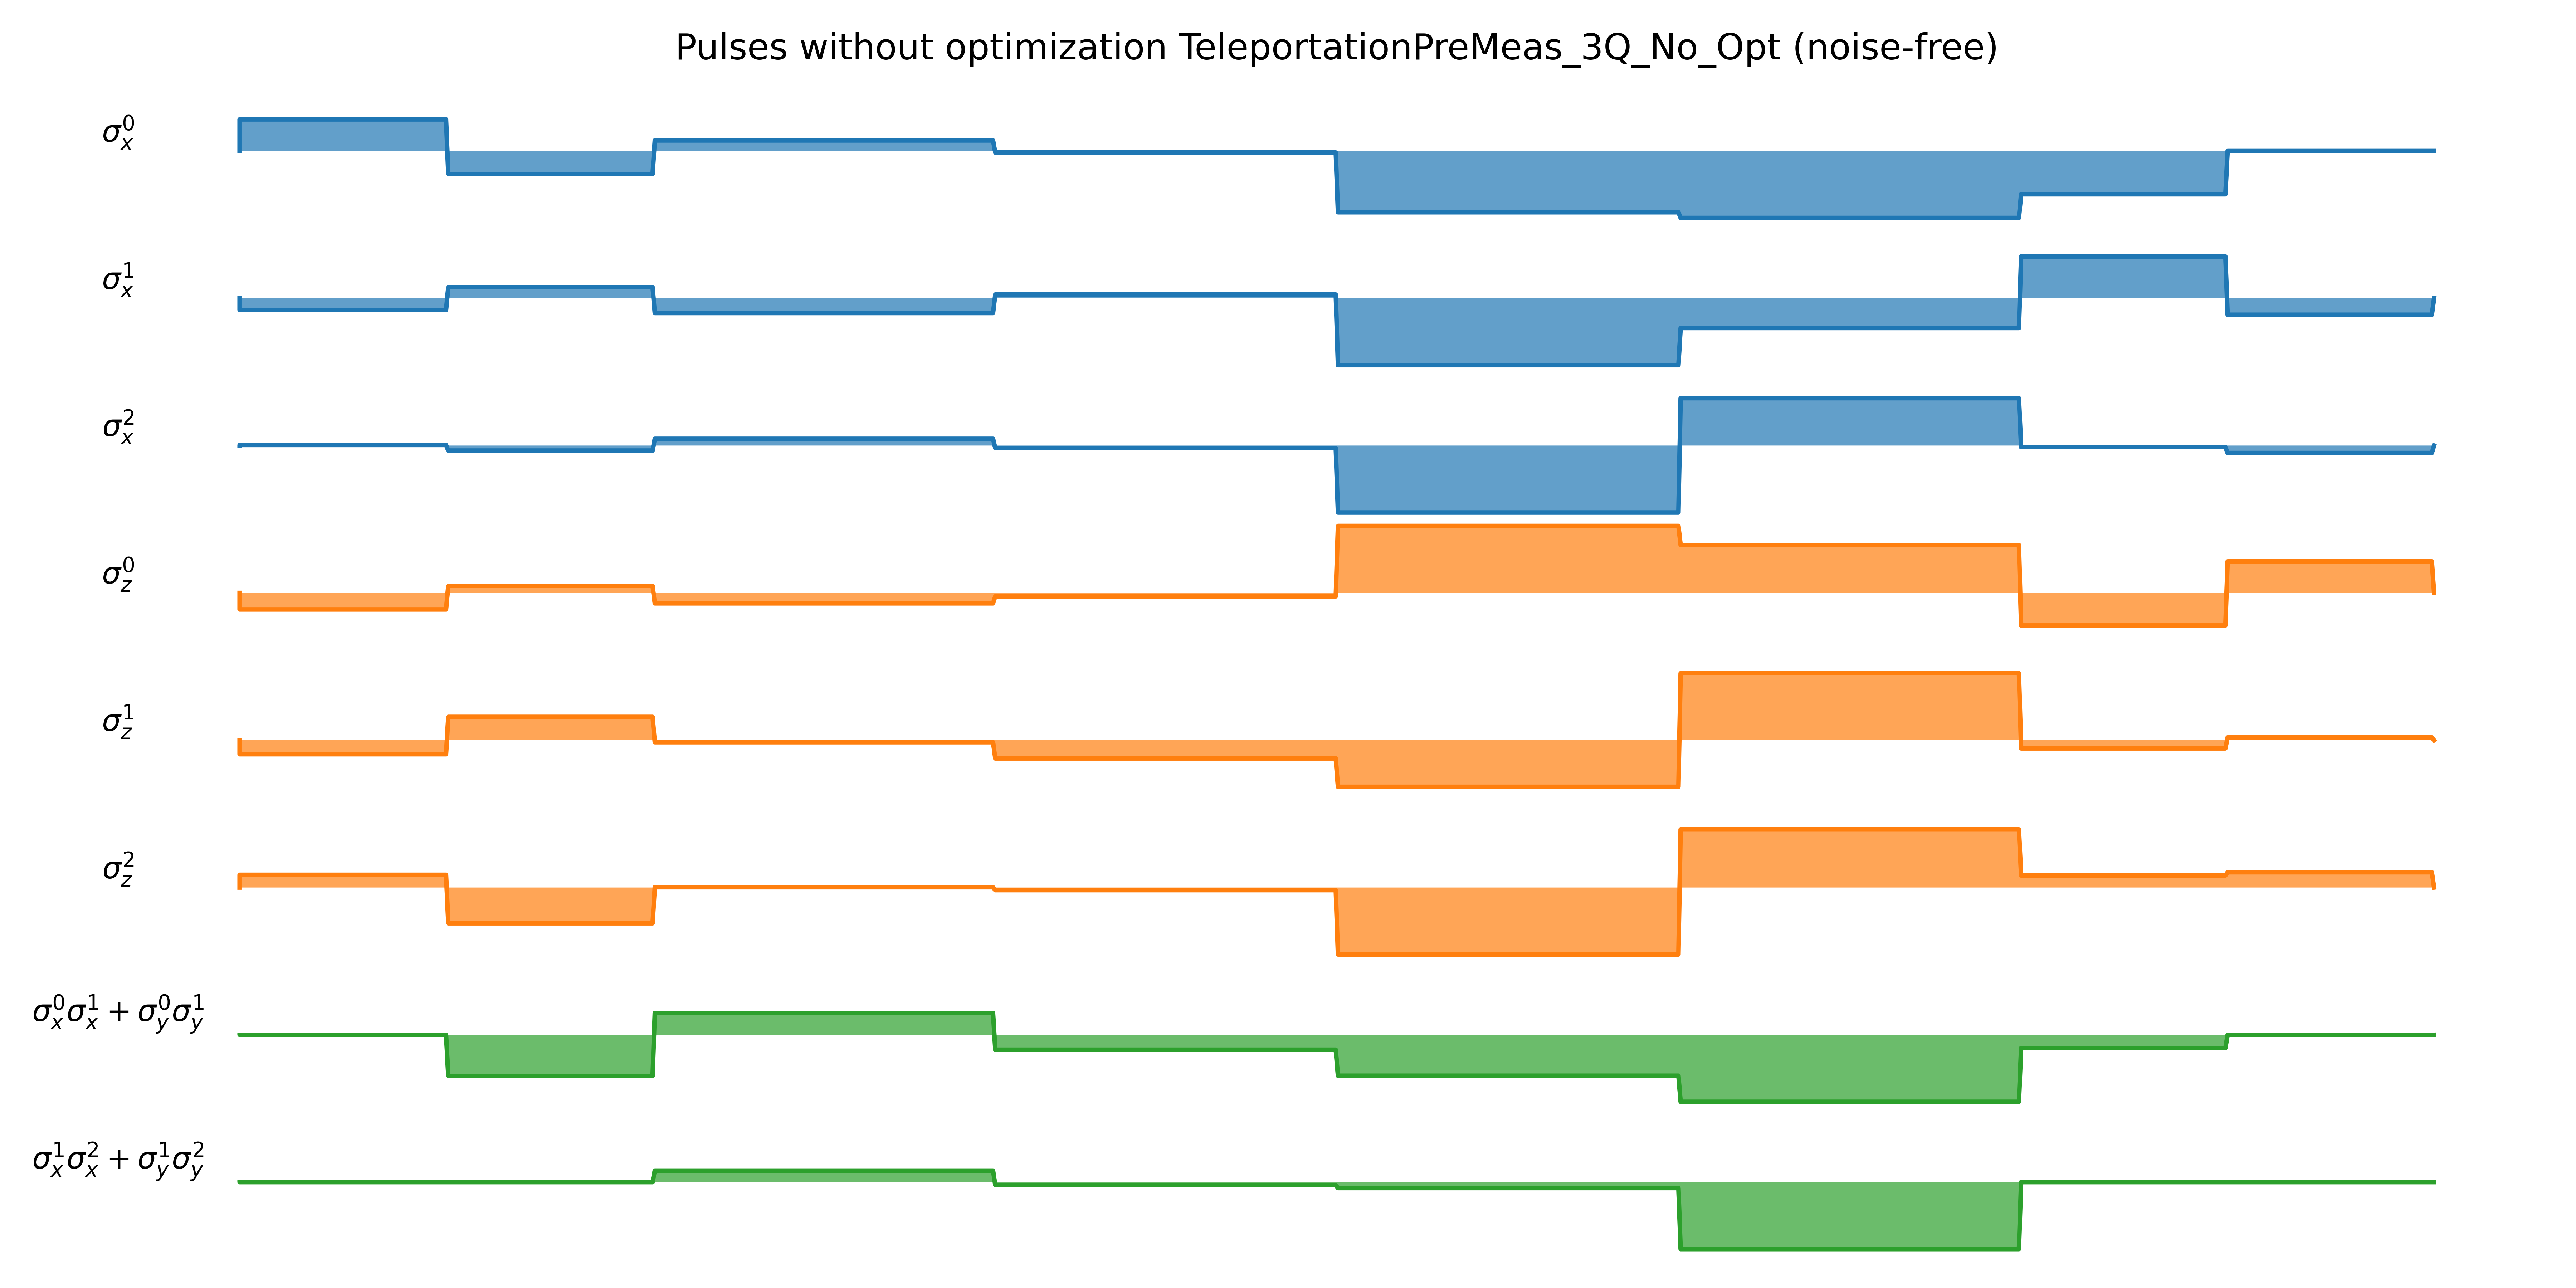 Pulses without optimization TeleportationPreMeas_3Q_No_Opt (noise-free)
σ_x^0
σ_x^1
σ_x^2
σ_z^0
σ_z^1
σ_z^2
σ_x^0σ_x^1 + σ_y^0σ_y^1
σ_x^1σ_x^2 + σ_y^1σ_y^2